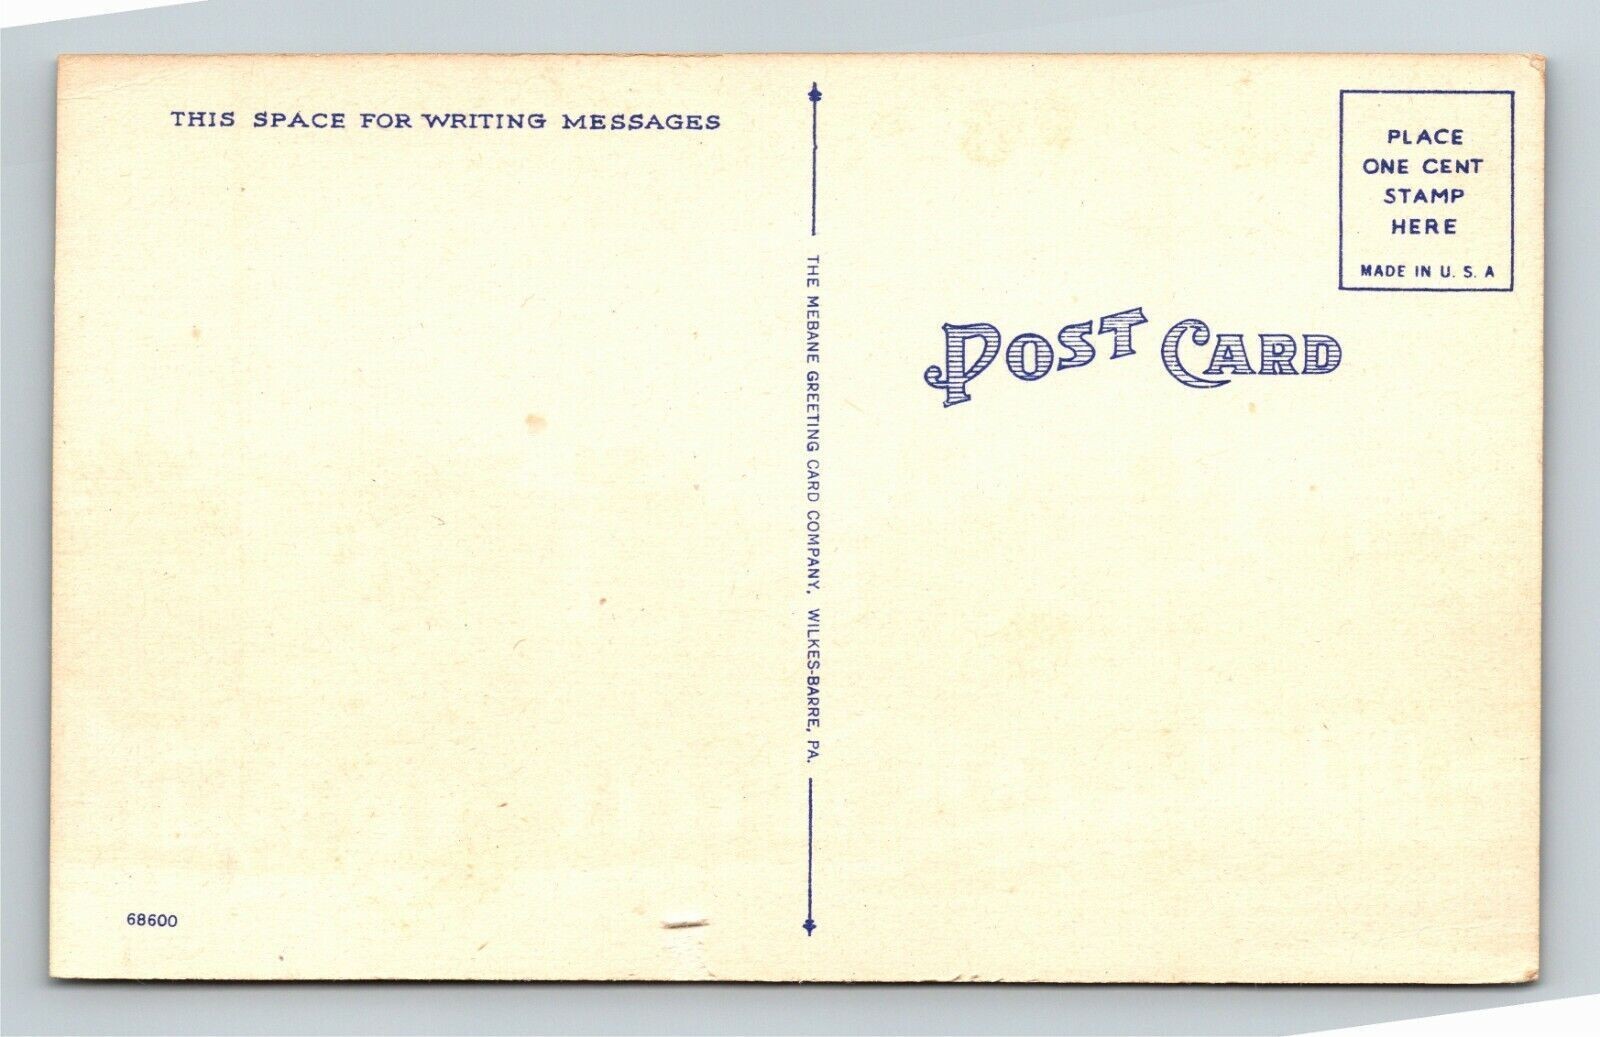 THIS SPACE FOR WRITING MESSAGES
PLACE
ONE CENT
STAMP
HERE
MADE IN U. S. A
POST CARD
THE MEBANE GREETING CARD COMPANY, WILKES-BARRE, PA.
68600